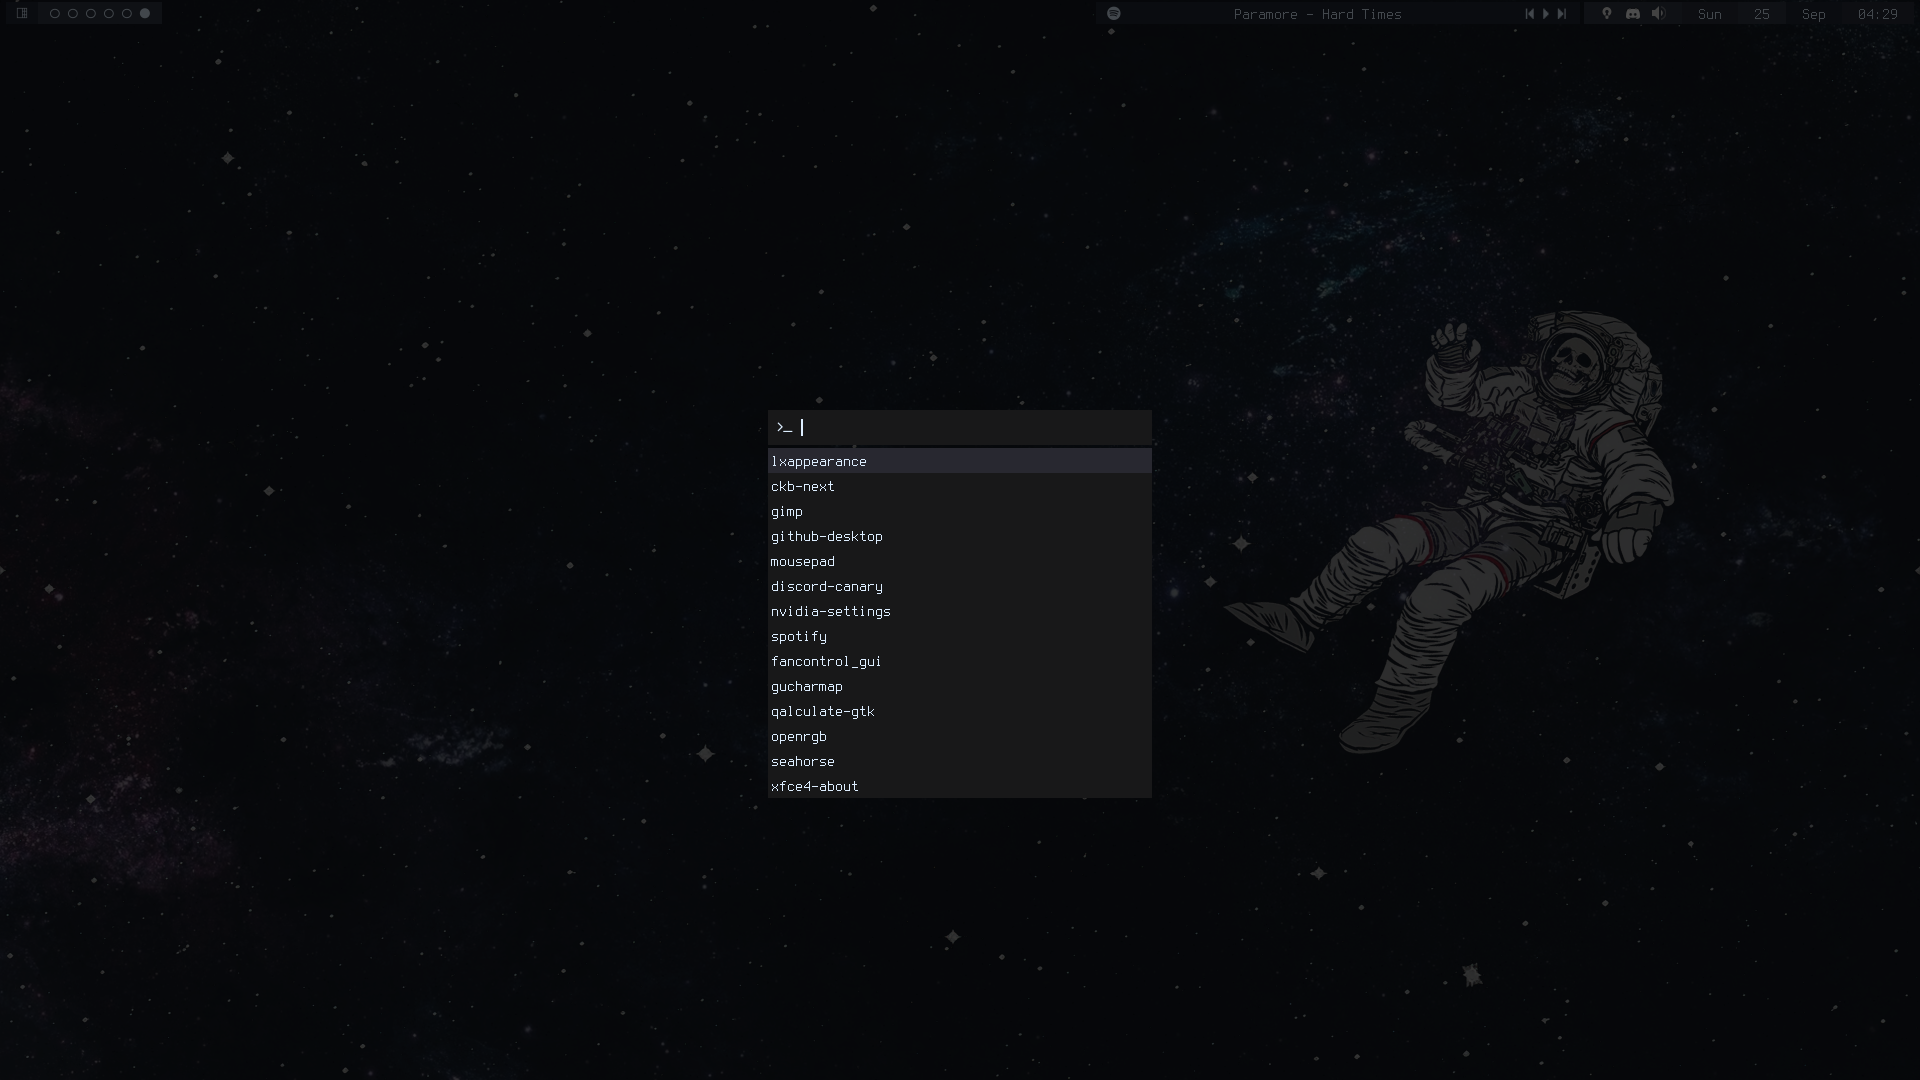 Paramore - Hard Times
Sun 25 Sep 04:29
>_
lxappearance
ckb-next
gimp
github-desktop
mousepad
discord-canary
nvidia-settings
spotify
fancontrol_gui
gucharmap
qalculate-gtk
openrgb
seahorse
xfce4-about